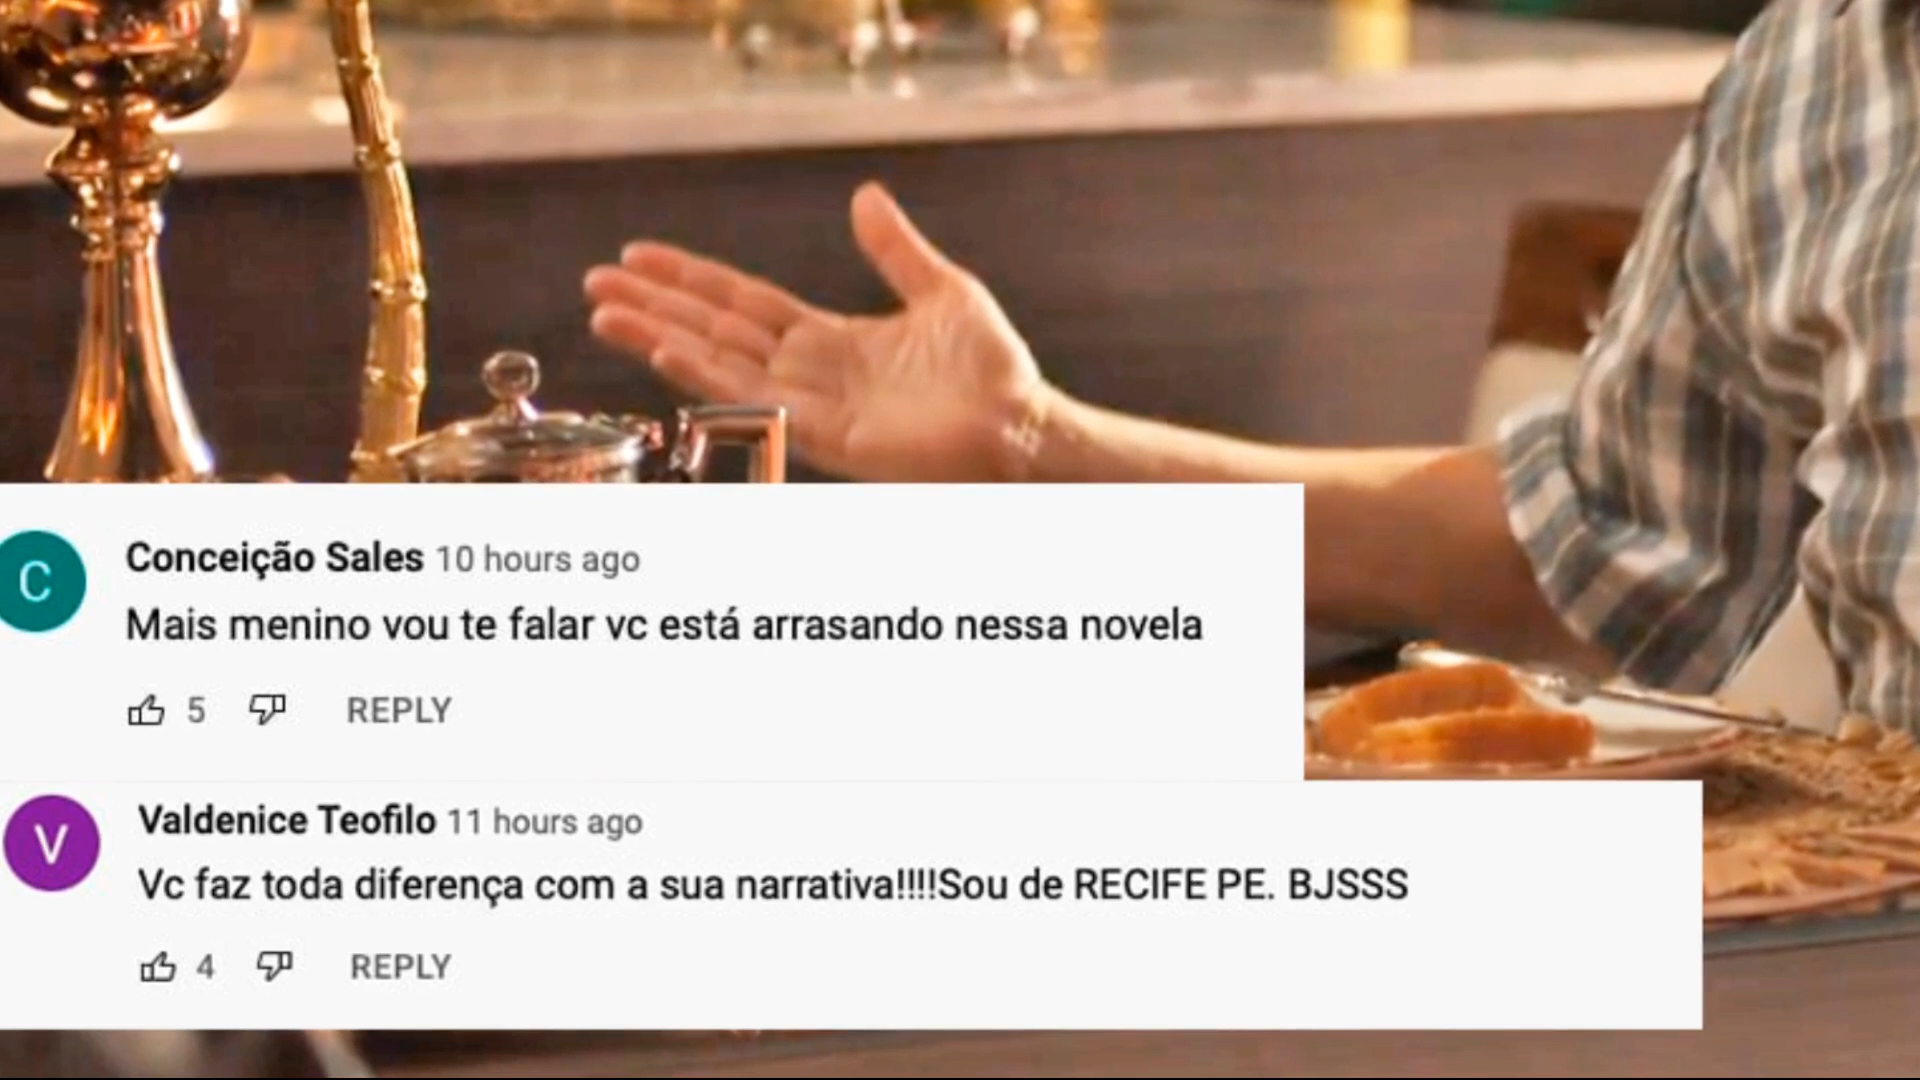 C
Conceição Sales 10 hours ago
Mais menino vou te falar vc está arrasando nessa novela
5 REPLY
V
Valdenice Teofilo 11 hours ago
Vc faz toda diferença com a sua narrativa!!!!Sou de RECIFE PE. BJSSS
4 REPLY